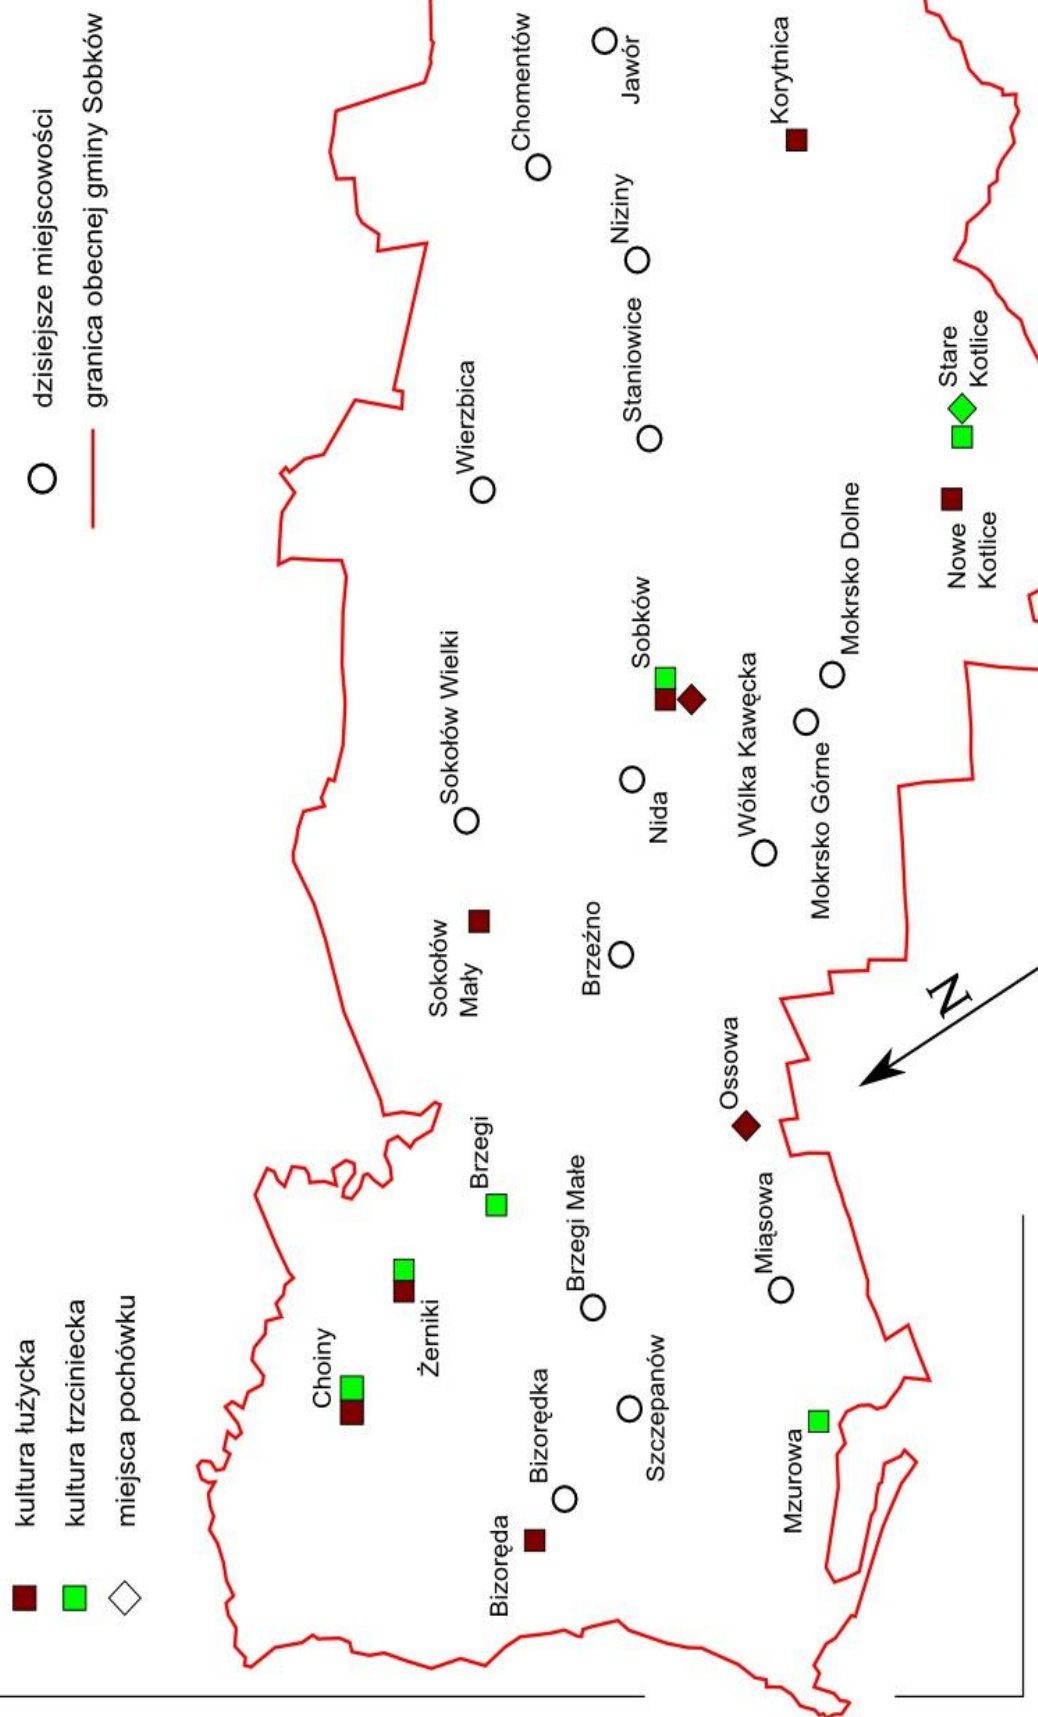 kultura łużycka
kultura trzciniecka
miejsca pochówku
dzisiejsze miejscowości
granica obecnej gminy Sobków
Choiny
Żerniki
Brzegi
Bizoręda
Bizorędka
Brzegi Małe
Szczepanów
Mzurowa
Miąsowa
Ossowa
N
Sokołów
Mały
Sokołów Wielki
Brzeźno
Nida
Sobków
Wólka Kawęcka
Mokrsko Górne
Mokrsko Dolne
Wierzbica
Staniowice
Niziny
Chomentów
Jawór
Korytnica
Nowe
Kotlice
Stare
Kotlice